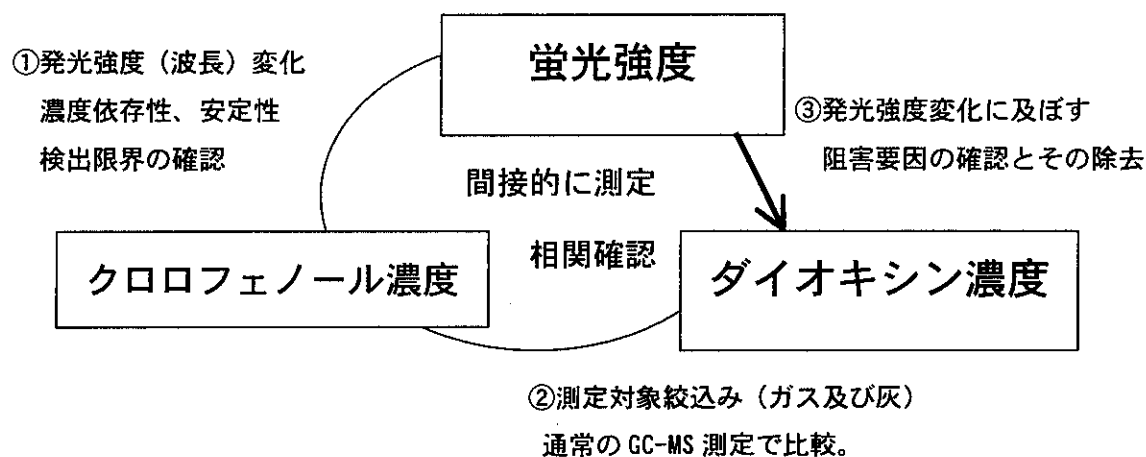 ①発光強度（波長）変化
濃度依存性、安定性
検出限界の確認
蛍光強度
③発光強度変化に及ぼす
阻害要因の確認とその除去
間接的に測定
相関確認
クロロフェノール濃度
ダイオキシン濃度
②測定対象絞込み（ガス及び灰）
通常の GC-MS 測定で比較。